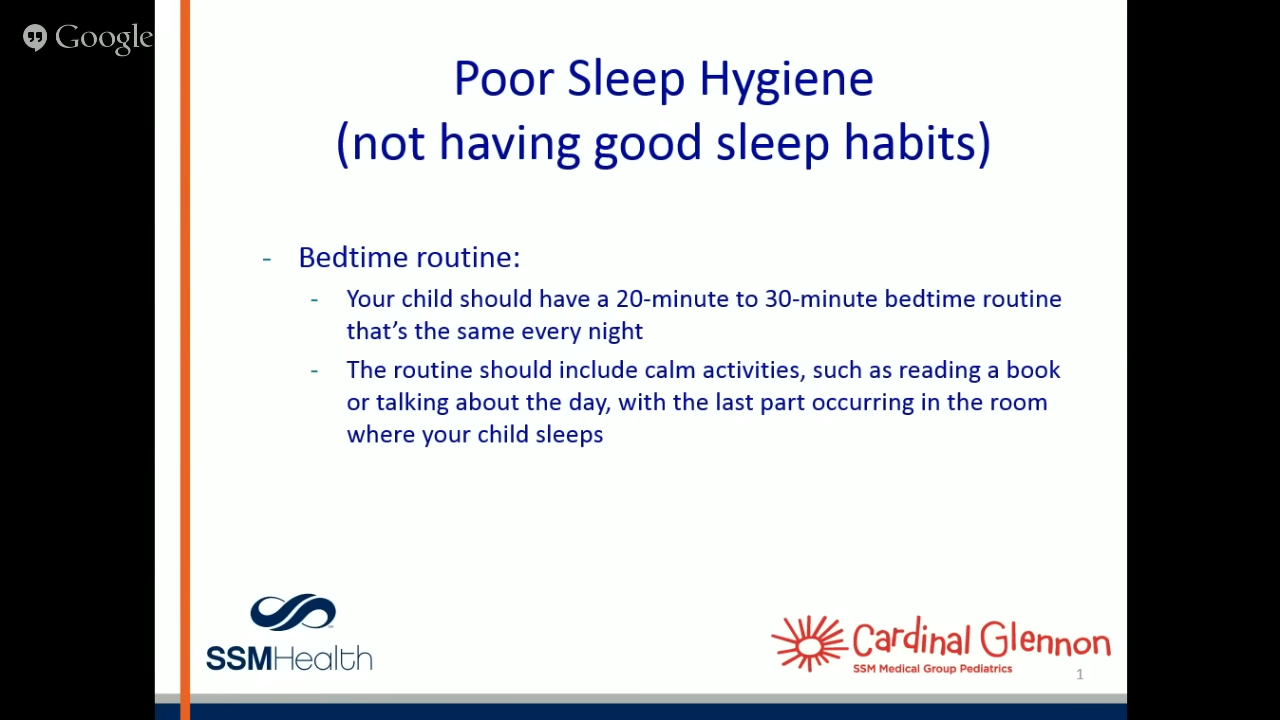 Google
Poor Sleep Hygiene
(not having good sleep habits)
- Bedtime routine:
- Your child should have a 20-minute to 30-minute bedtime routine
that’s the same every night
- The routine should include calm activities, such as reading a book
or talking about the day, with the last part occurring in the room
where your child sleeps
SSMHealth
Cardinal Glennon
SSM Medical Group Pediatrics
1